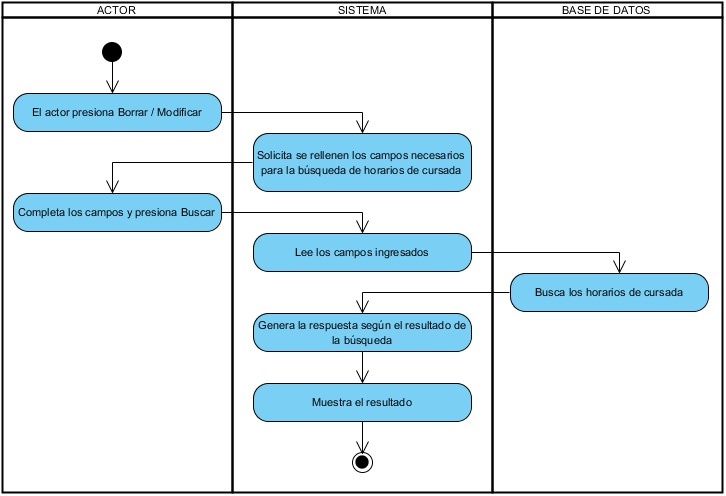 ACTOR
SISTEMA
BASE DE DATOS
El actor presiona Borrar / Modificar
Solicita se rellenen los campos necesarios
para la búsqueda de horarios de cursada
Completa los campos y presiona Buscar
Lee los campos ingresados
Busca los horarios de cursada
Genera la respuesta según el resultado de
la búsqueda
Muestra el resultado